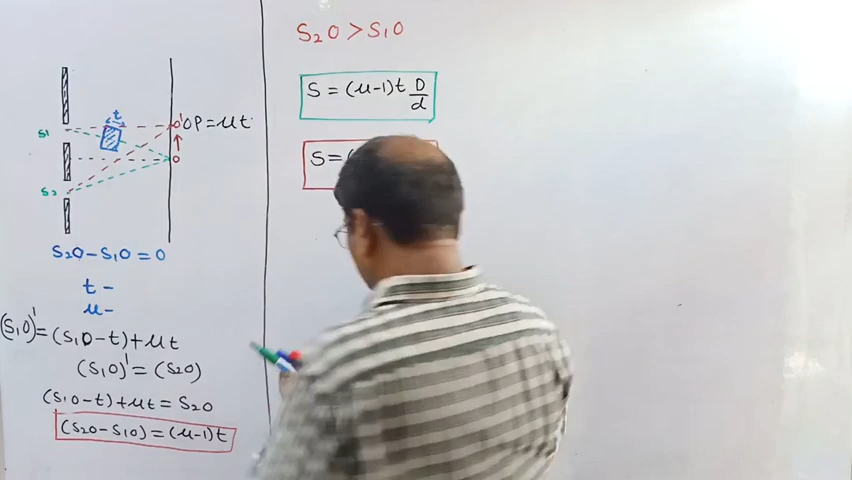 t
S1
O' OP = μt
O
S2
S2O - S1O = 0
t -
μ -
(S1O)' = (S1O - t) + μt
(S1O)' = (S2O)
(S1O - t) + μt = S2O
(S2O - S1O) = (μ-1)t
S2O > S1O
S = (μ-1)t D/d
S = (